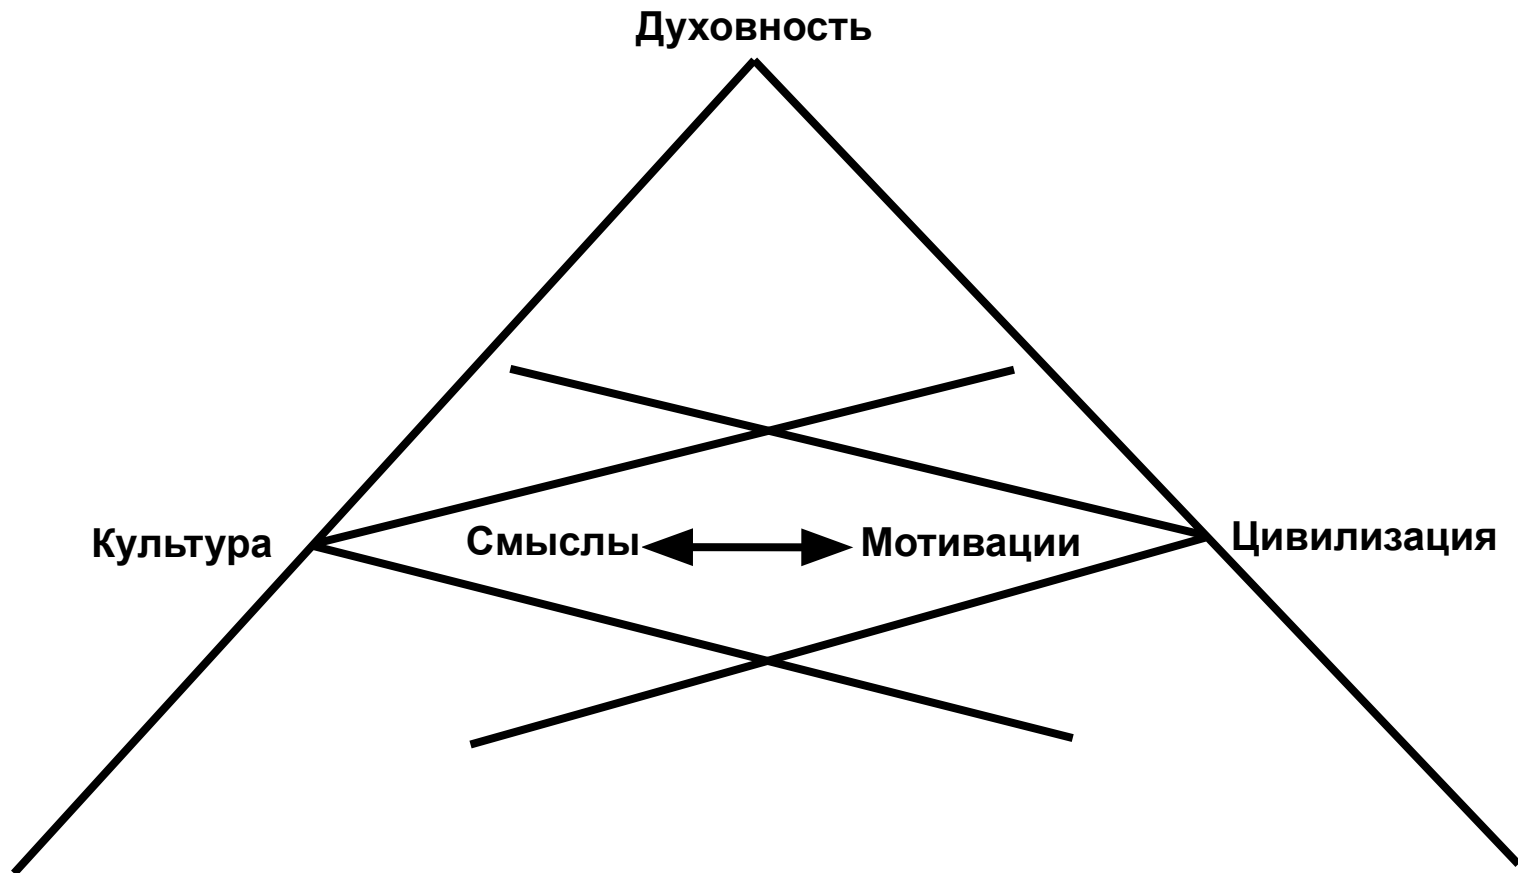 Духовность
Культура
Смыслы
Мотивации
Цивилизация